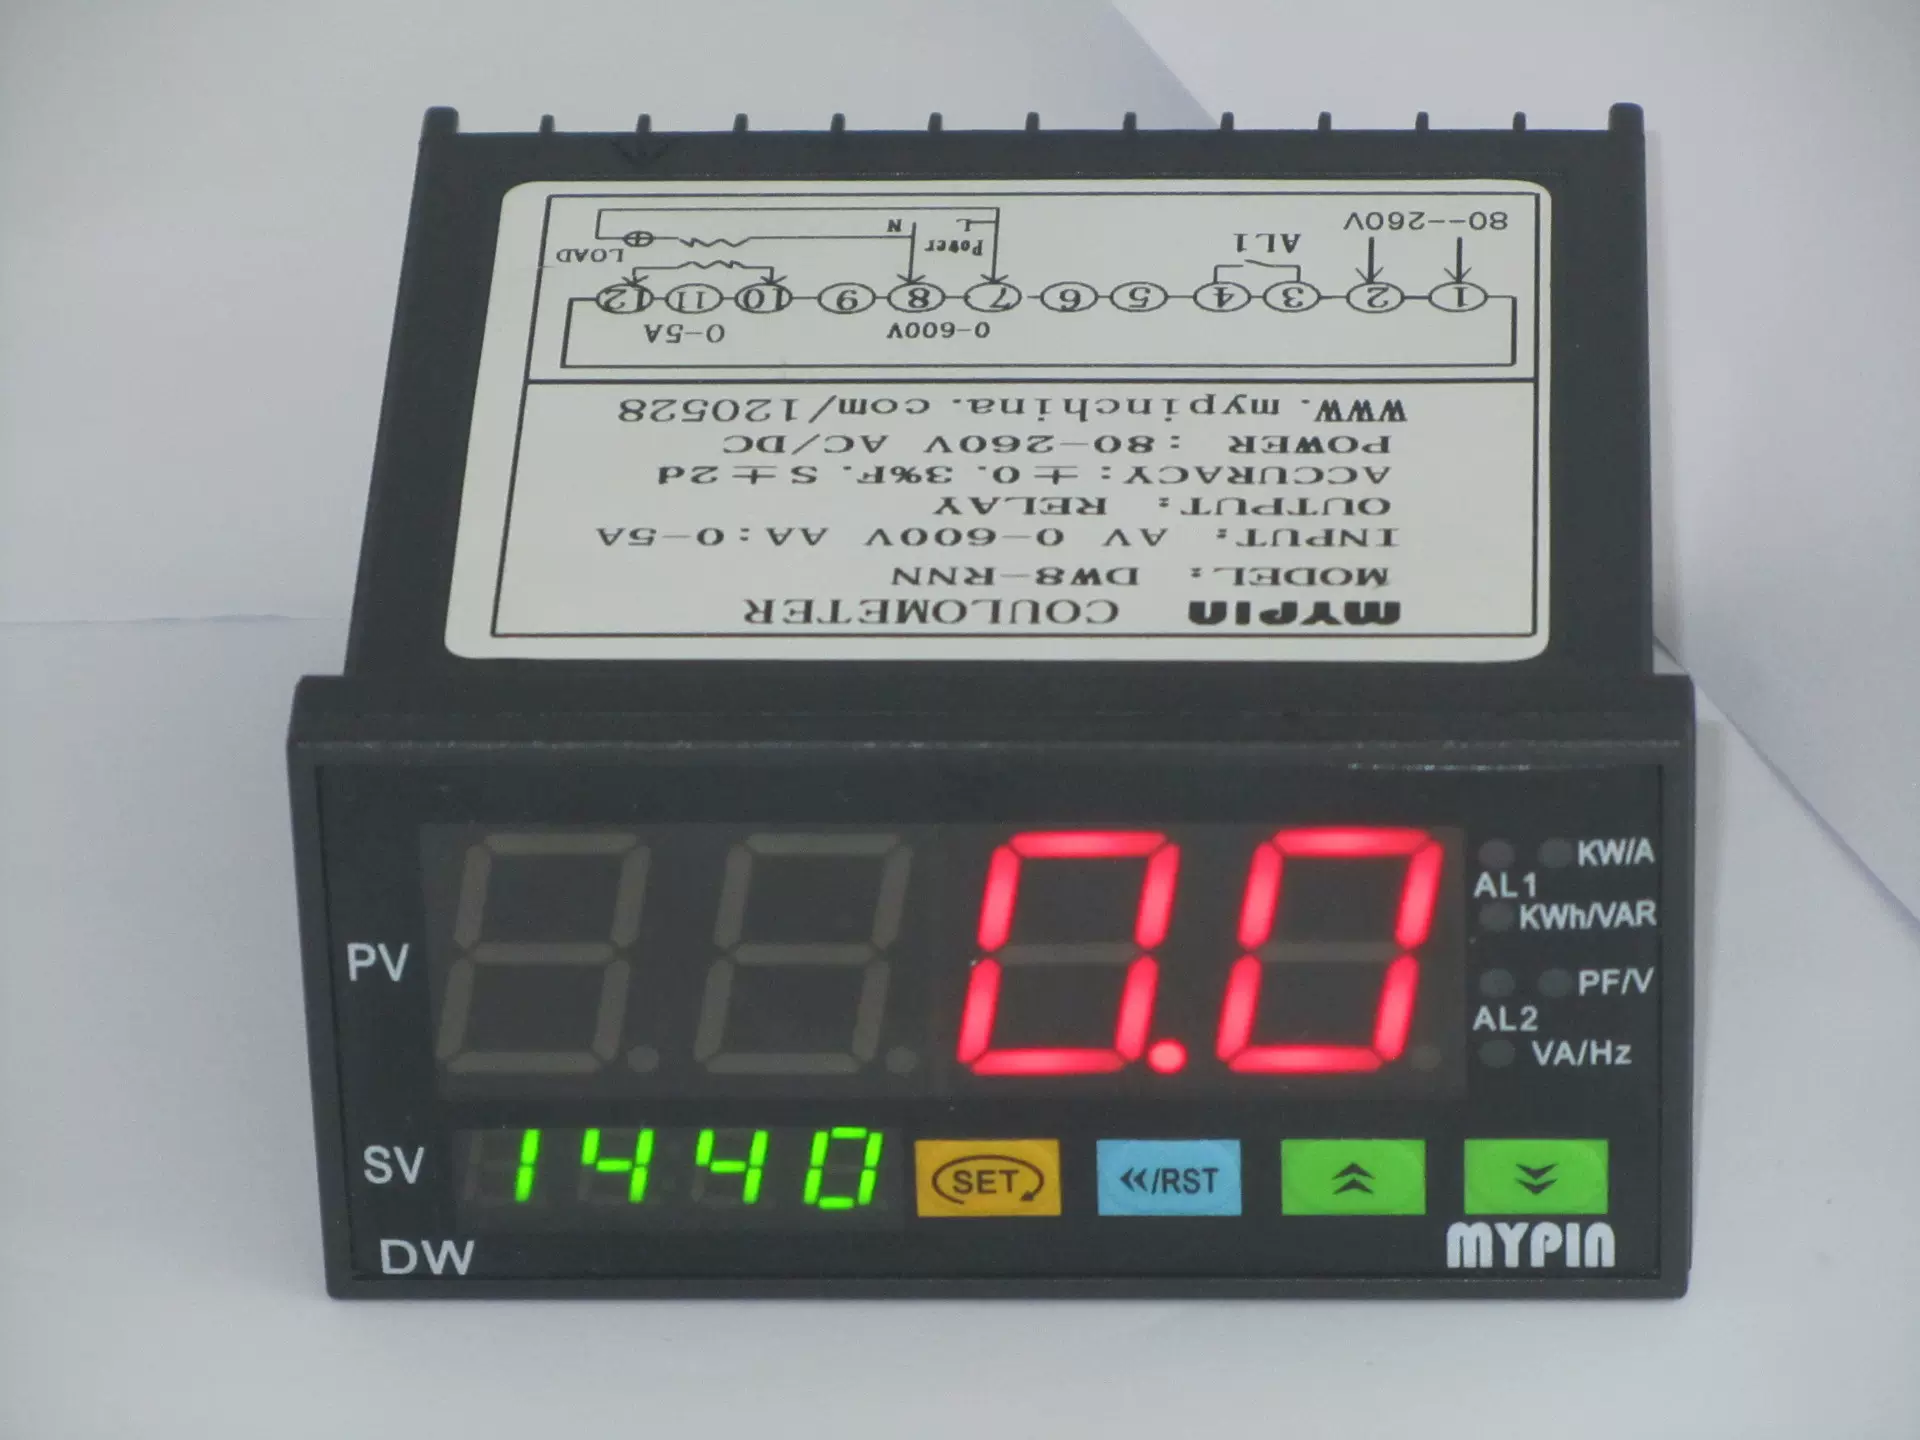 MYPIN COULOMETER
MODEL: DW8-RNN
INPUT: AV 0-600V AA:0-5A
OUTPUT: RELAY
ACCURACY: ±0.3%F.S±2d
POWER: 80-260V AC/DC
WWW.mypinchina.com/120528
0-600V 0-5A
1 2 3 4 5 6 7 8 9 10 11 12
80--260V AL1 Power L N LOAD
PV 0.0
KW/A
AL1
KWh/VAR
PF/V
AL2
VA/Hz
SV 1440 SET «/RST
DW MYPIN